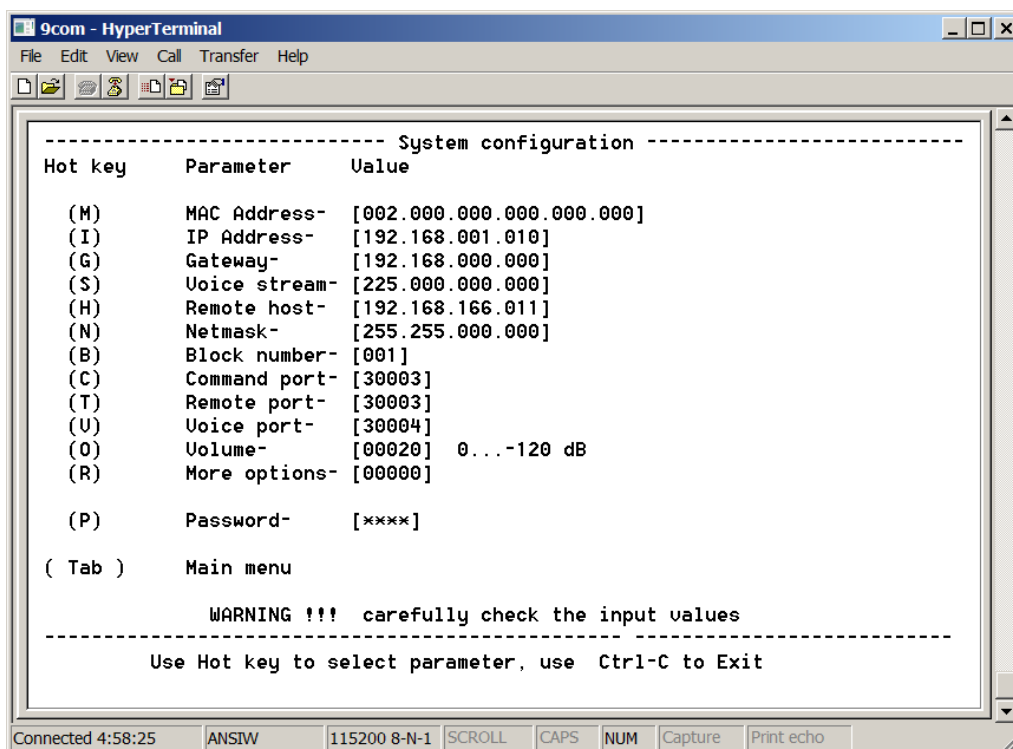 9com - HyperTerminal
File Edit View Call Transfer Help
----------------------------- System configuration ---------------------------
Hot key Parameter Value
(M) MAC Address- [002.000.000.000.000.000]
(I) IP Address- [192.168.001.010]
(G) Gateway- [192.168.000.000]
(S) Voice stream- [225.000.000.000]
(H) Remote host- [192.168.166.011]
(N) Netmask- [255.255.000.000]
(B) Block number- [001]
(C) Command port- [30003]
(T) Remote port- [30003]
(V) Voice port- [30004]
(O) Volume- [00020] 0...-120 dB
(R) More options- [00000]
(P) Password- [****]
( Tab ) Main menu
WARNING !!! carefully check the input values
------------------------------------------------- ---------------------------
Use Hot key to select parameter, use Ctrl-C to Exit
Connected 4:58:25 ANSIW 115200 8-N-1 SCROLL CAPS NUM Capture Print echo